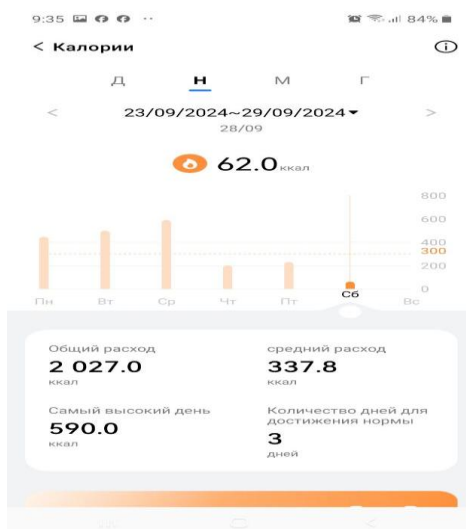 9:35 84%
< Калории
Д Н М Г
< 23/09/2024~29/09/2024 >
28/09
62.0 ккал
800
600
400
300
200
0
Пн Вт Ср Чт Пт Сб Вс
Общий расход
2 027.0
ккал
средний расход
337.8
ккал
Самый высокий день
590.0
ккал
Количество дней для
достижения нормы
3
дней